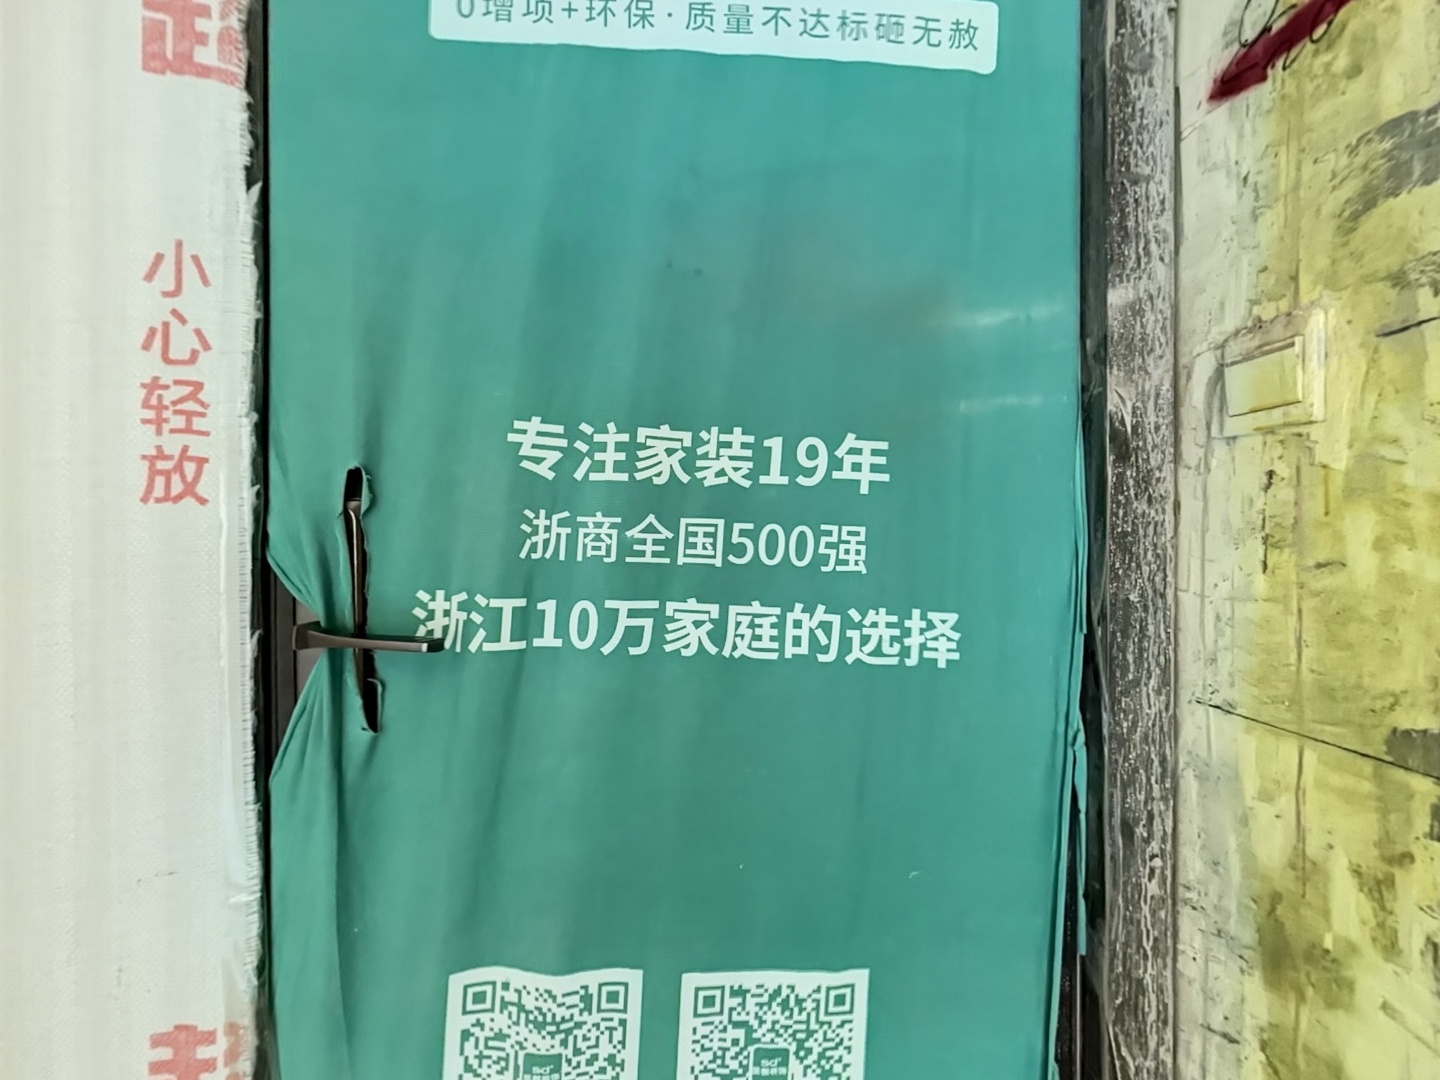 0增项+环保·质量不达标砸无赦
小心轻放
专注家装19年
浙商全国500强
浙江10万家庭的选择